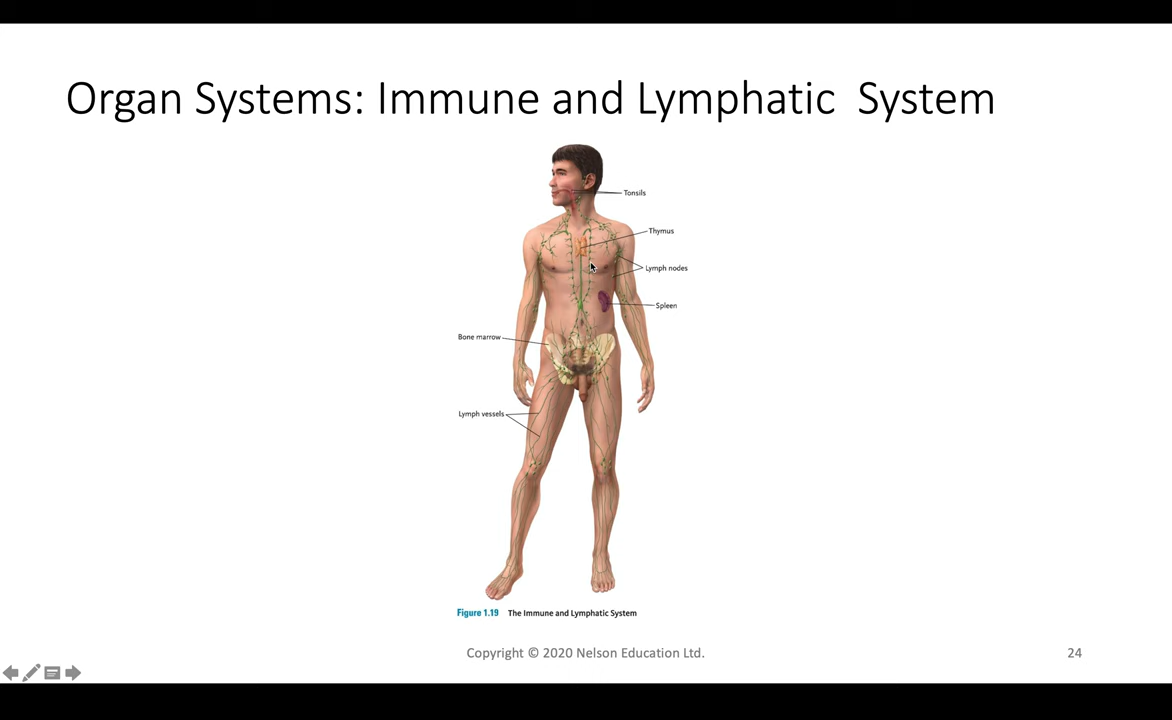 Organ Systems: Immune and Lymphatic  System
Tonsils
Thymus
Lymph nodes
Spleen
Bone marrow
Lymph vessels
Figure 1.19 The Immune and Lymphatic System
Copyright © 2020 Nelson Education Ltd. 24